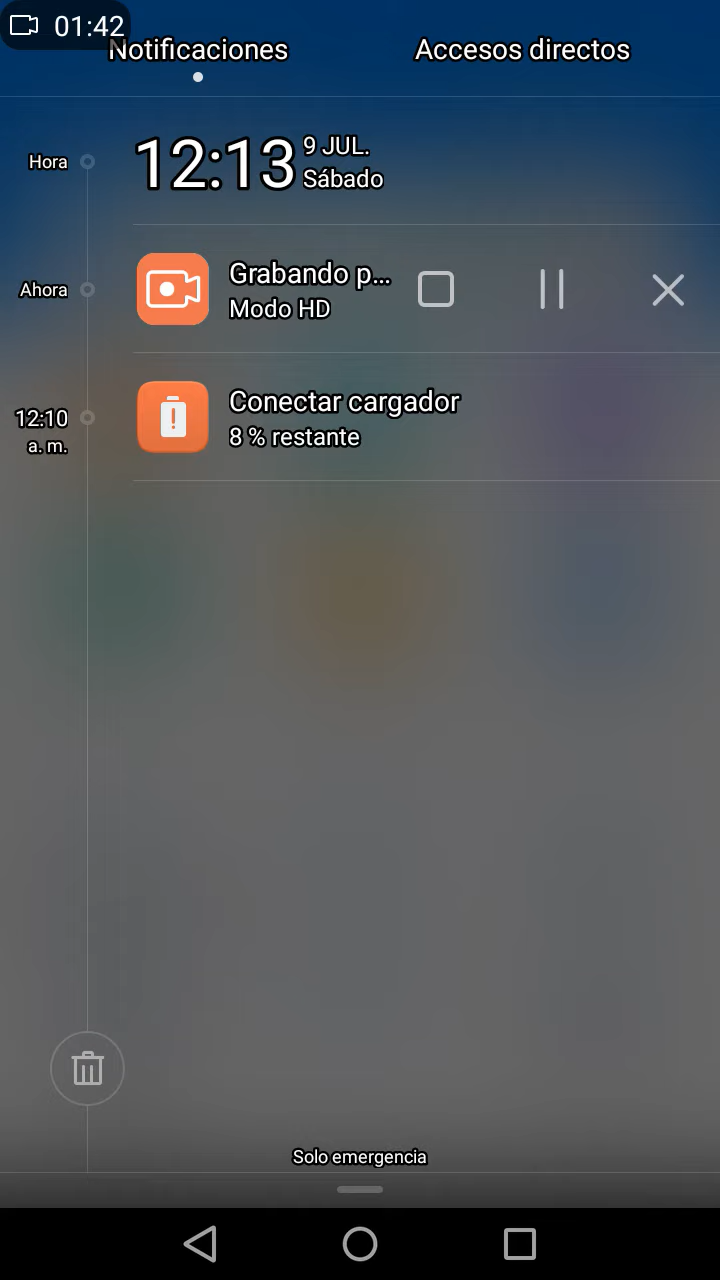 01:42
Notificaciones
Accesos directos
Hora
12:13
9 JUL.
Sábado
Ahora
Grabando p...
Modo HD
12:10
a. m.
Conectar cargador
8 % restante
Solo emergencia